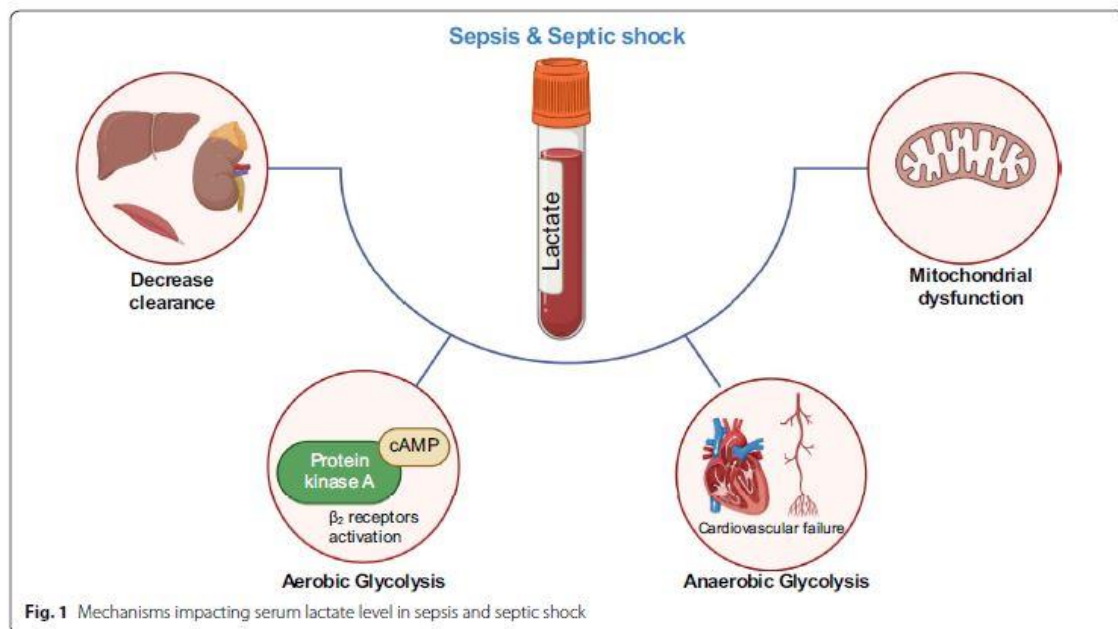 Sepsis & Septic shock
Lactate
Decrease
clearance
Mitochondrial
dysfunction
Protein
kinase A
cAMP
β₂ receptors
activation
Aerobic Glycolysis
Cardiovascular failure
Anaerobic Glycolysis
Fig. 1 Mechanisms impacting serum lactate level in sepsis and septic shock